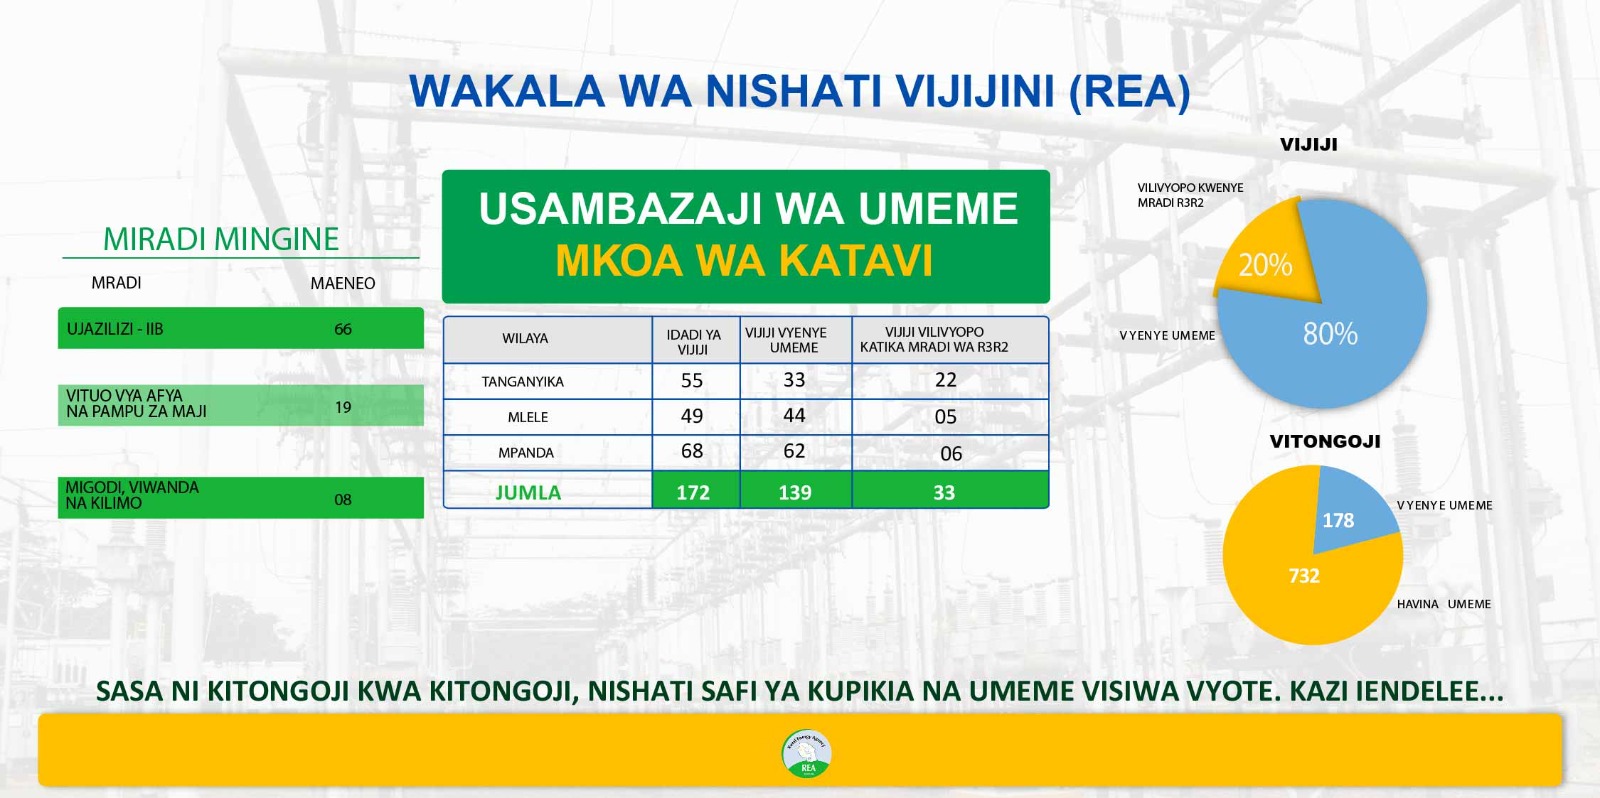 WAKALA WA NISHATI VIJIJINI (REA)
USAMBAZAJI WA UMEME
MKOA WA KATAVI
MIRADI MINGINE
MRADI MAENEO
UJAZILIZI - IIB 66
VITUO VYA AFYA
NA PAMPU ZA MAJI 19
MIGODI, VIWANDA
NA KILIMO 08
WILAYA
IDADI YA
VIJIJI
VIJIJI VYENYE
UMEME
VIJIJI VILIVYOPO
KATIKA MRADI WA R3R2
TANGANYIKA 55 33 22
MLELE 49 44 05
MPANDA 68 62 06
JUMLA 172 139 33
VIJIJI
VILIVYOPO KWENYE
MRADI R3R2
20%
VYENYE UMEME
80%
VITONGOJI
VYENYE UMEME
178
732
HAVINA UMEME
SASA NI KITONGOJI KWA KITONGOJI, NISHATI SAFI YA KUPIKIA NA UMEME VISIWA VYOTE. KAZI IENDELEE...
Rural Energy Agency
REA